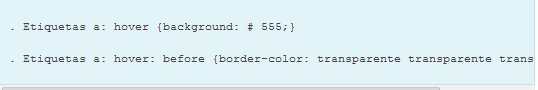 . Etiquetas a: hover {background: # 555;}
. Etiquetas a: hover: before {border-color: transparente transparente trans